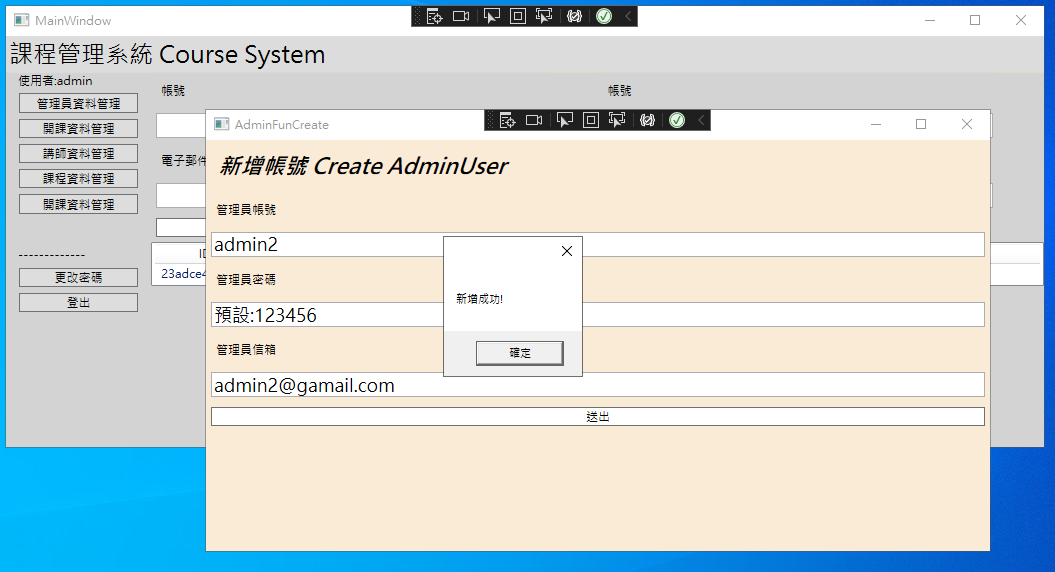 MainWindow
課程管理系統 Course System
使用者:admin
管理員資料管理
開課資料管理
講師資料管理
課程資料管理
開課資料管理
-------------
更改密碼
登出
帳號
帳號
電子郵件
ID
23adce4
AdminFunCreate
新增帳號 Create AdminUser
管理員帳號
admin2
管理員密碼
預設:123456
管理員信箱
admin2@gamail.com
送出
新增成功!
確定